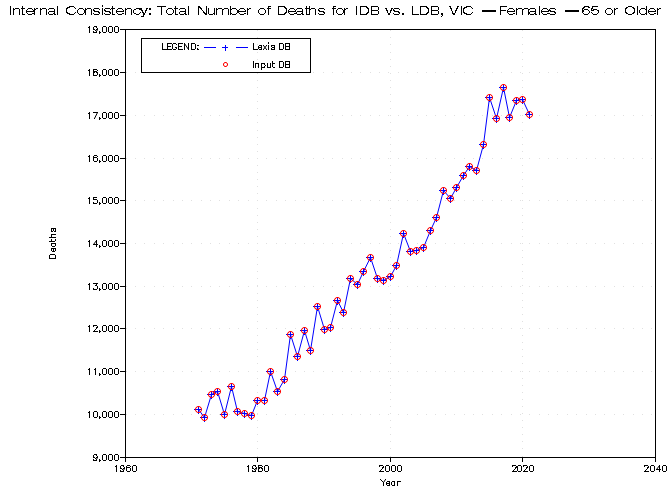 Internal Consistency: Total Number of Deaths for IDB vs. LDB, VIC — Females — 65 or Older
LEGEND: — + — Lexis DB
○ Input DB
19,000
18,000
17,000
16,000
15,000
14,000
13,000
12,000
11,000
10,000
9,000
Deaths
1960 1980 2000 2020 2040
Year